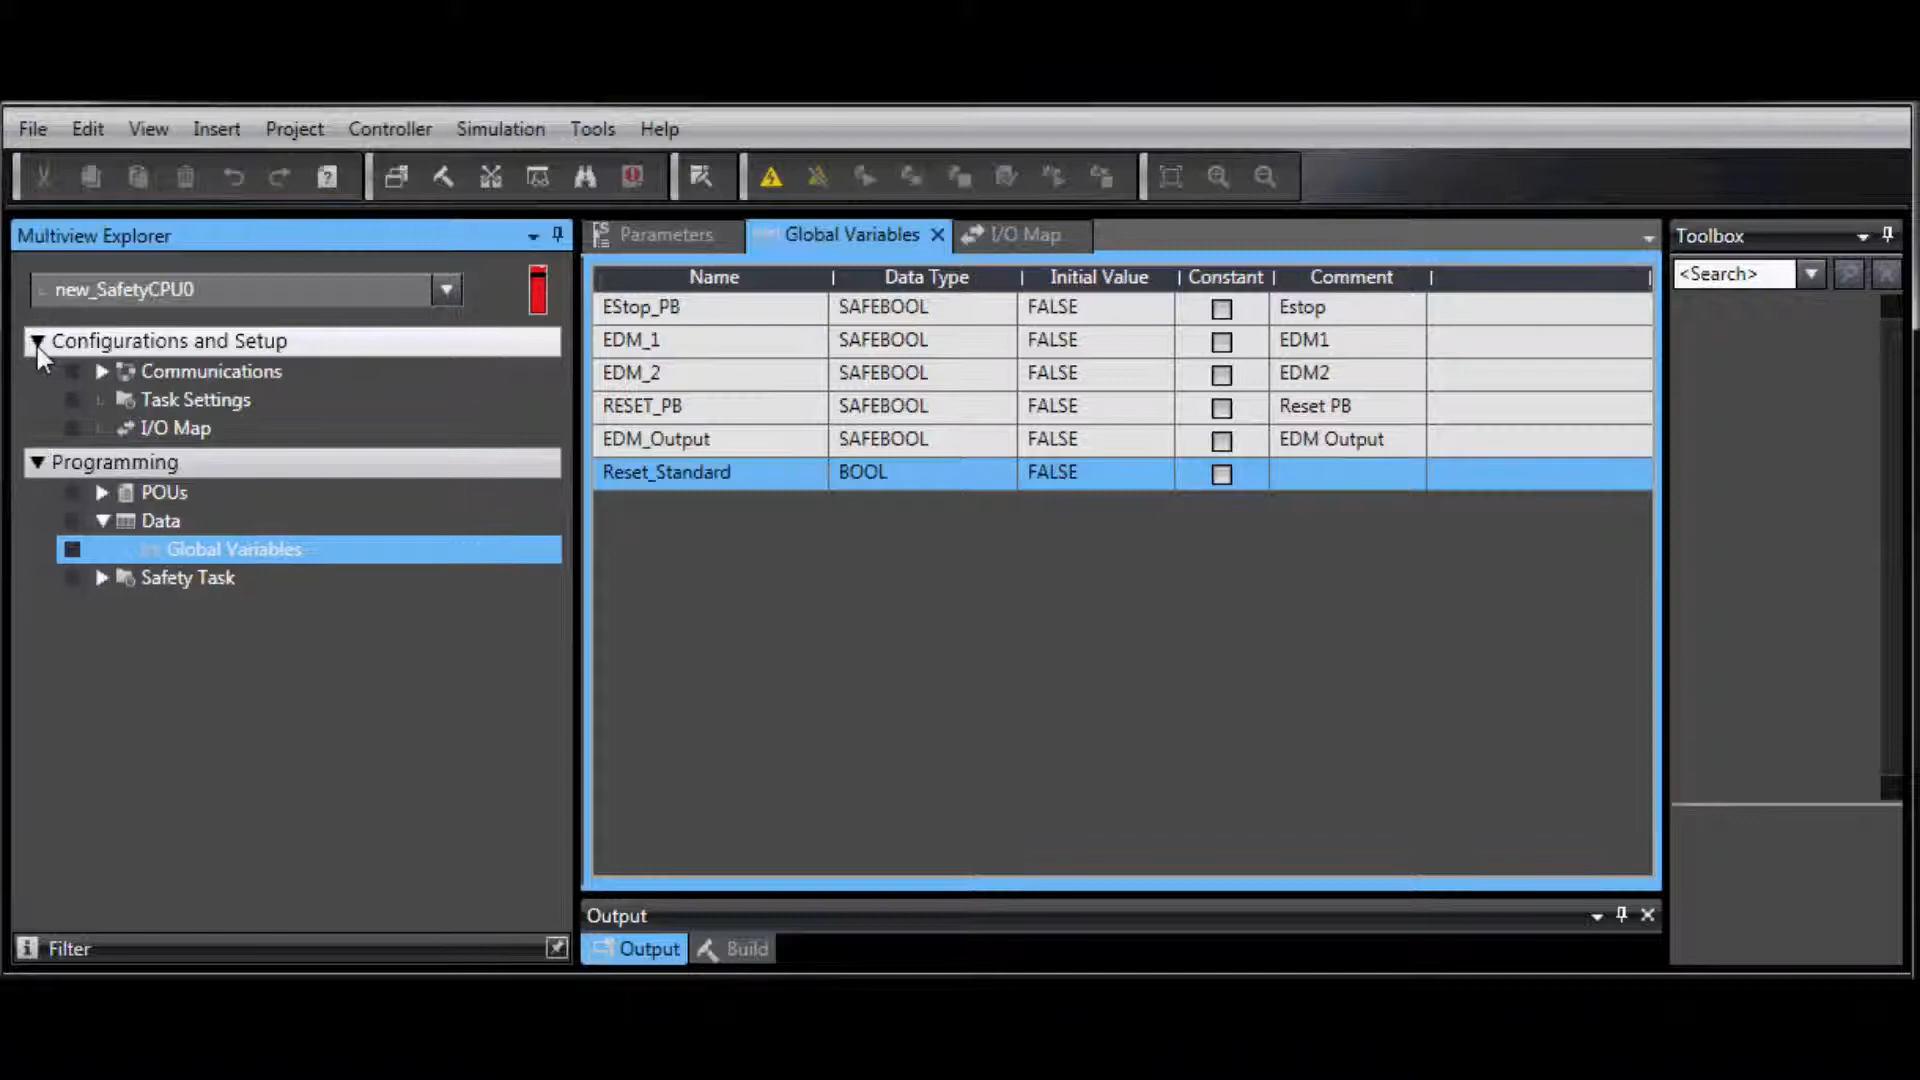 File Edit View Insert Project Controller Simulation Tools Help
Multiview Explorer
new_SafetyCPU0
Configurations and Setup
Communications
Task Settings
I/O Map
Programming
POUs
Data
Global Variables
Safety Task
Filter
Parameters Global Variables I/O Map
Name Data Type Initial Value Constant Comment
EStop_PB SAFEBOOL FALSE Estop
EDM_1 SAFEBOOL FALSE EDM1
EDM_2 SAFEBOOL FALSE EDM2
RESET_PB SAFEBOOL FALSE Reset PB
EDM_Output SAFEBOOL FALSE EDM Output
Reset_Standard BOOL FALSE
Output
Output Build
Toolbox
<Search>